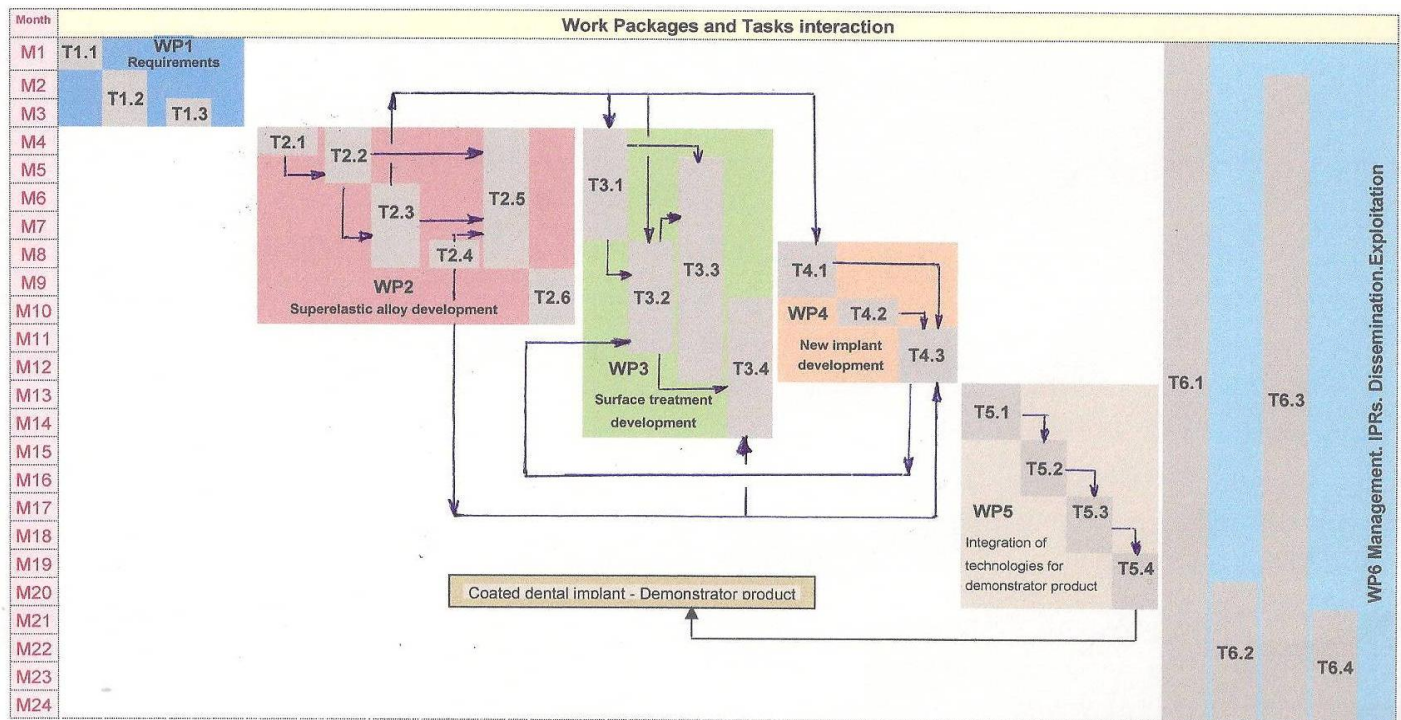 Month
Work Packages and Tasks interaction
M1
M2
M3
M4
M5
M6
M7
M8
M9
M10
M11
M12
M13
M14
M15
M16
M17
M18
M19
M20
M21
M22
M23
M24
T1.1
WP1
Requirements
T1.2
T1.3
T2.1
T2.2
T2.3
T2.4
T2.5
T2.6
WP2
Superelastic alloy development
T3.1
T3.2
T3.3
T3.4
WP3
Surface treatment
development
T4.1
WP4
T4.2
New implant
development
T4.3
T5.1
T5.2
T5.3
T5.4
WP5
Integration of
technologies for
demonstrator product
Coated dental implant - Demonstrator product
T6.1
T6.2
T6.3
T6.4
WP6 Management. IPRs. Dissemination.Exploitation